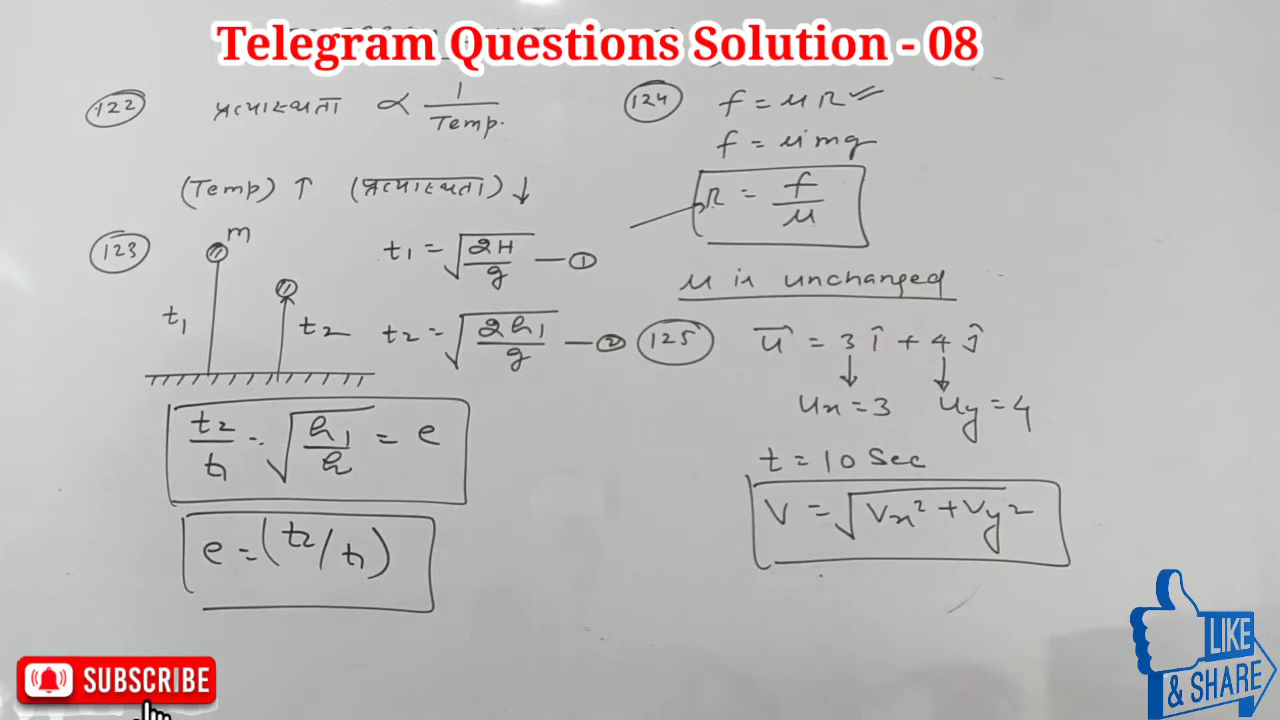 Telegram Questions Solution - 08
122 प्रत्यास्थता ∝ 1/Temp.
(Temp) ↑ (प्रत्यास्थता) ↓
123 m
t₁ = √(2H/g) — ①
t₁ t₂
t₂ = √(2h₁/g) — ②
t₂/t₁ = √(h₁/h) = e
e = (t₂/t₁)
124 f = μR
f = μmg
R = f/μ
μ is unchanged
125 u⃗ = 3î + 4ĵ
ux = 3 uy = 4
t = 10 Sec
V = √(Vx² + Vy²)
SUBSCRIBE
LIKE
& SHARE